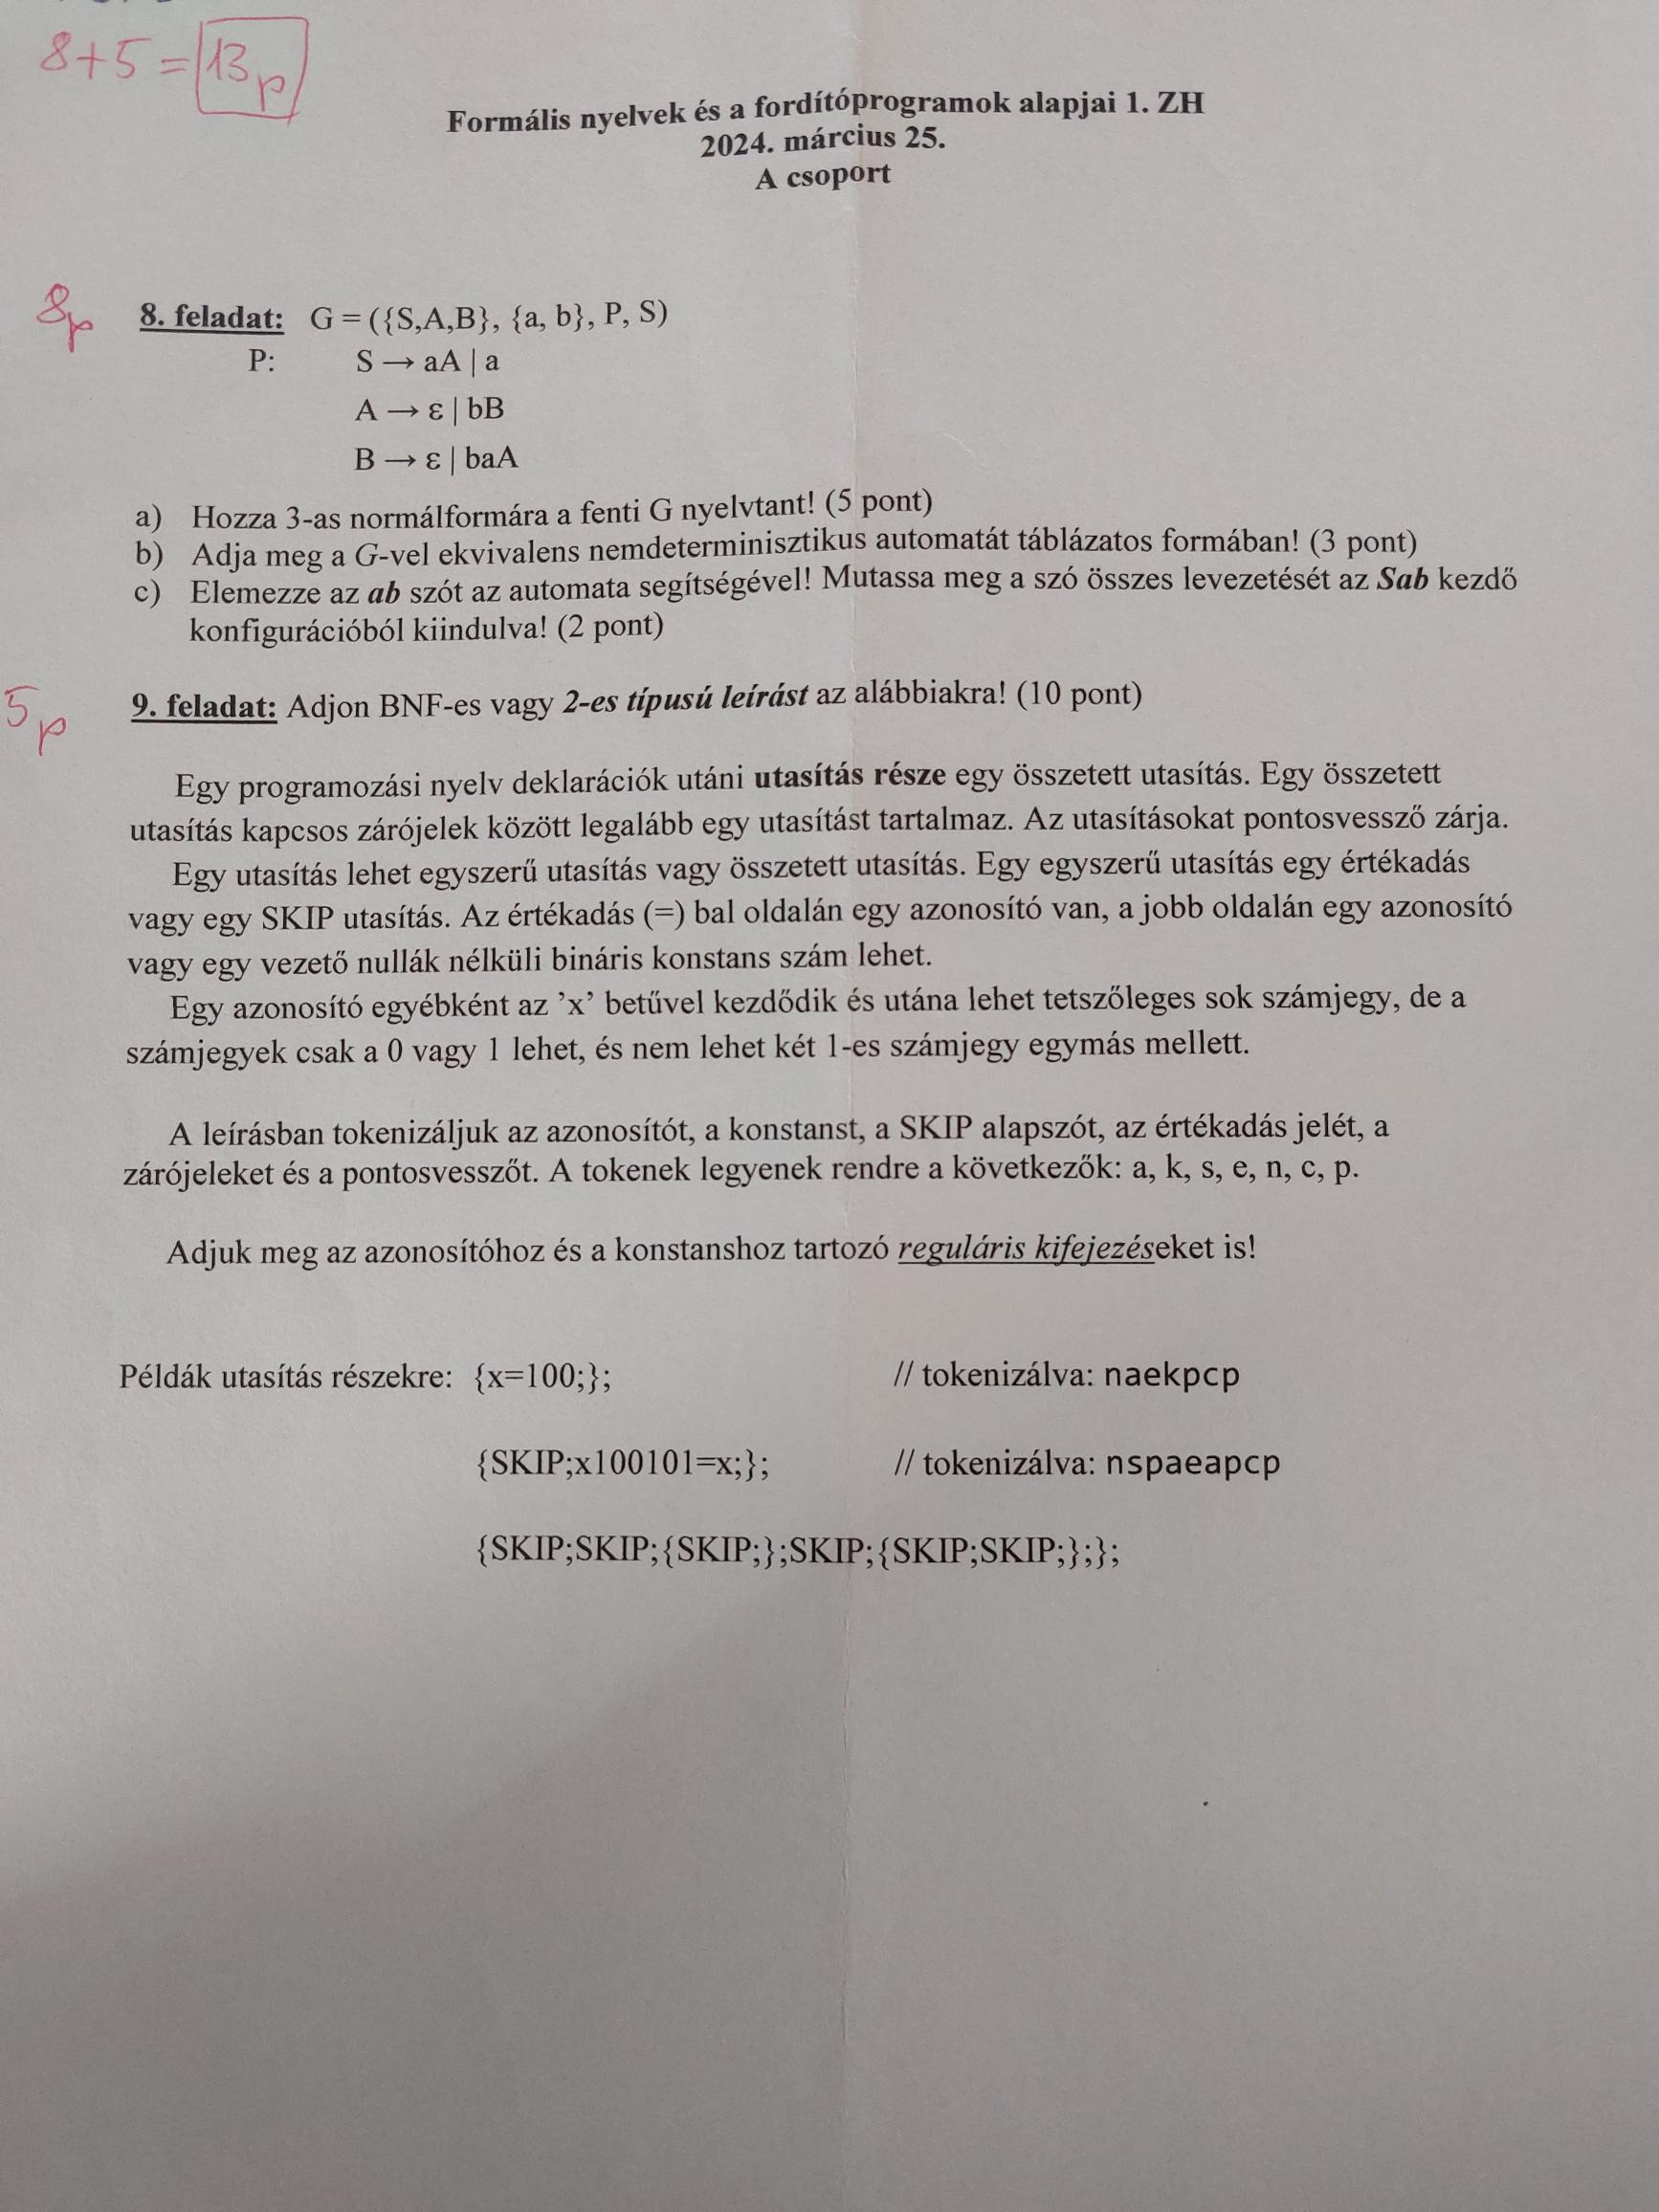 8+5=13p
Formális nyelvek és a fordítóprogramok alapjai 1. ZH
2024. március 25.
A csoport
8p
8. feladat: G = ({S,A,B}, {a, b}, P, S)
P: S → aA | a
A → ε | bB
B → ε | baA
a) Hozza 3-as normálformára a fenti G nyelvtant! (5 pont)
b) Adja meg a G-vel ekvivalens nemdeterminisztikus automatát táblázatos formában! (3 pont)
c) Elemezze az ab szót az automata segítségével! Mutassa meg a szó összes levezetését az Sab kezdő
konfigurációból kiindulva! (2 pont)
5p
9. feladat: Adjon BNF-es vagy 2-es típusú leírást az alábbiakra! (10 pont)
Egy programozási nyelv deklarációk utáni utasítás része egy összetett utasítás. Egy összetett
utasítás kapcsos zárójelek között legalább egy utasítást tartalmaz. Az utasításokat pontosvessző zárja.
Egy utasítás lehet egyszerű utasítás vagy összetett utasítás. Egy egyszerű utasítás egy értékadás
vagy egy SKIP utasítás. Az értékadás (=) bal oldalán egy azonosító van, a jobb oldalán egy azonosító
vagy egy vezető nullák nélküli bináris konstans szám lehet.
Egy azonosító egyébként az ’x’ betűvel kezdődik és utána lehet tetszőleges sok számjegy, de a
számjegyek csak a 0 vagy 1 lehet, és nem lehet két 1-es számjegy egymás mellett.
A leírásban tokenizáljuk az azonosítót, a konstanst, a SKIP alapszót, az értékadás jelét, a
zárójeleket és a pontosvesszőt. A tokenek legyenek rendre a következők: a, k, s, e, n, c, p.
Adjuk meg az azonosítóhoz és a konstanshoz tartozó reguláris kifejezéseket is!
Példák utasítás részekre: {x=100;}; // tokenizálva: naekpcp
{SKIP;x100101=x;}; // tokenizálva: nspaeapcp
{SKIP;SKIP;{SKIP;};SKIP;{SKIP;SKIP;};};